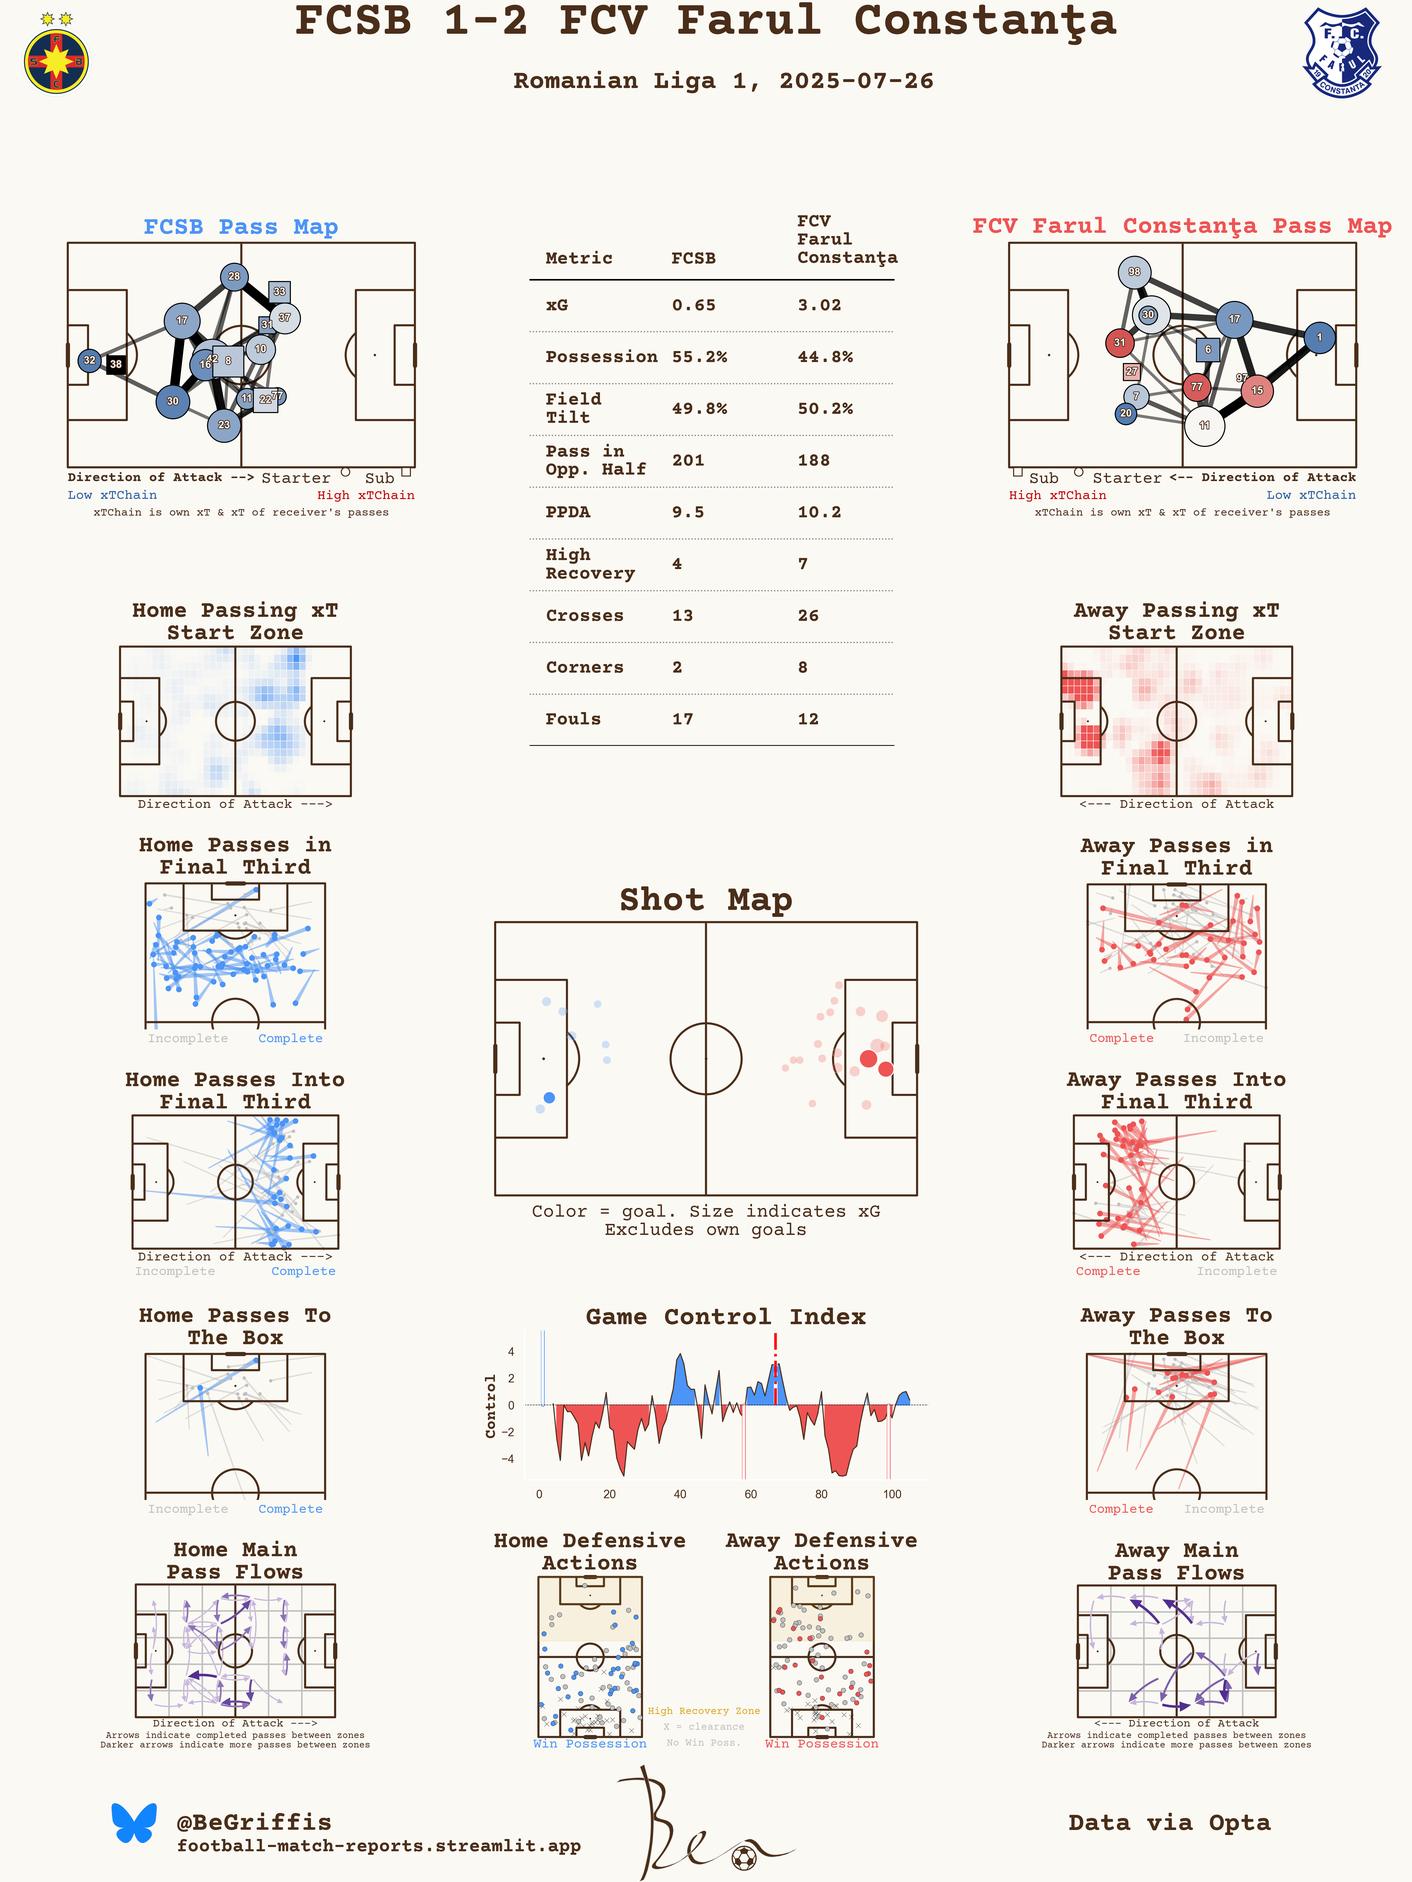 FCSB 1-2 FCV Farul Constanţa
Romanian Liga 1, 2025-07-26
F
S
B
C
F. C.
FARUL
19
20
CONSTANTA
FCSB Pass Map
28
33
17
31
37
42
10
16
8
32
38
30
11
22
77
23
Direction of Attack --> Starter Sub
Low xTChain High xTChain
xTChain is own xT & xT of receiver's passes
Metric FCSB FCV Farul Constanţa
xG 0.65 3.02
Possession 55.2% 44.8%
Field Tilt 49.8% 50.2%
Pass in Opp. Half 201 188
PPDA 9.5 10.2
High Recovery 4 7
Crosses 13 26
Corners 2 8
Fouls 17 12
FCV Farul Constanţa Pass Map
98
30
17
31
1
6
27
97
77
15
7
20
11
Sub Starter <-- Direction of Attack
High xTChain Low xTChain
xTChain is own xT & xT of receiver's passes
Home Passing xT
Start Zone
Direction of Attack --->
Away Passing xT
Start Zone
<--- Direction of Attack
Home Passes in
Final Third
Incomplete Complete
Away Passes in
Final Third
Complete Incomplete
Shot Map
Color = goal. Size indicates xG
Excludes own goals
Home Passes Into
Final Third
Direction of Attack --->
Incomplete Complete
Away Passes Into
Final Third
<--- Direction of Attack
Complete Incomplete
Home Passes To
The Box
Incomplete Complete
Game Control Index
Control
4
2
0
−2
−4
0 20 40 60 80 100
Away Passes To
The Box
Complete Incomplete
Home Main
Pass Flows
Direction of Attack --->
Arrows indicate completed passes between zones
Darker arrows indicate more passes between zones
Home Defensive
Actions
Win Possession
Away Defensive
Actions
Win Possession
High Recovery Zone
X = clearance
No Win Poss.
Away Main
Pass Flows
<--- Direction of Attack
Arrows indicate completed passes between zones
Darker arrows indicate more passes between zones
@BeGriffis
football-match-reports.streamlit.app
Ben
Data via Opta